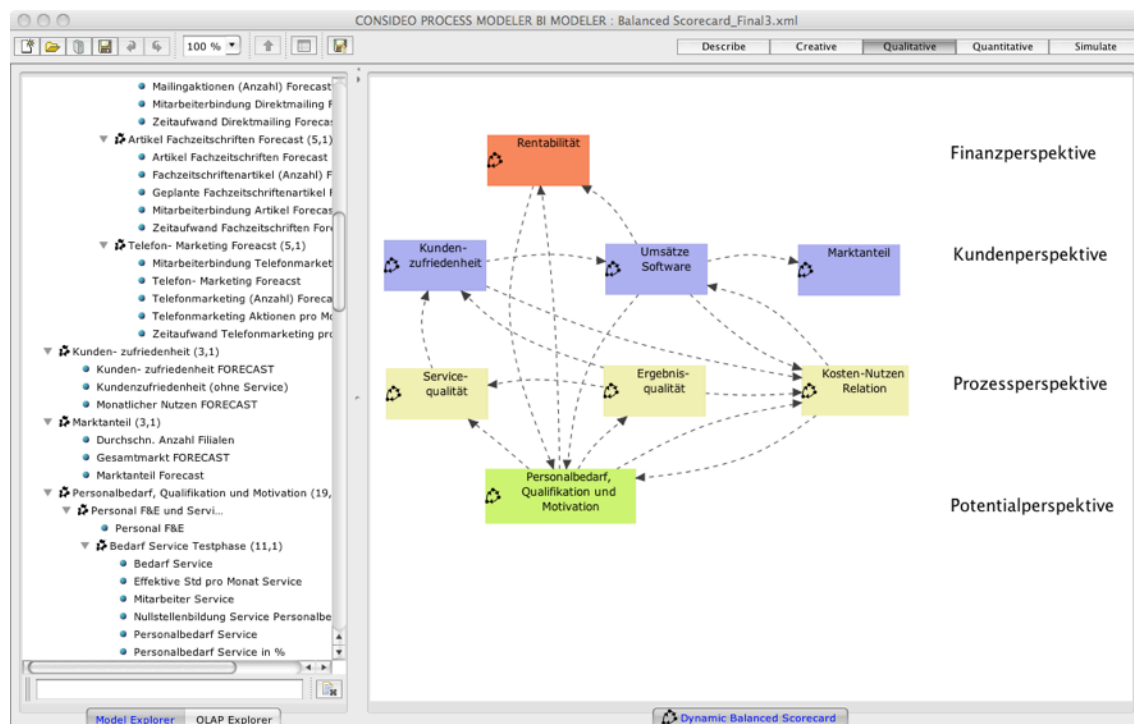 CONSIDEO PROCESS MODELER BI MODELER : Balanced Scorecard_Final3.xml
100 %
Describe
Creative
Qualitative
Quantitative
Simulate
Mailingaktionen (Anzahl) Forecast
Mitarbeiterbindung Direktmailing F
Zeitaufwand Direktmailing Forecas
Artikel Fachzeitschriften Forecast (5,1)
Artikel Fachzeitschriften Forecast
Fachzeitschriftenartikel (Anzahl) F
Geplante Fachzeitschriftenartikel F
Mitarbeiterbindung Artikel Forecas
Zeitaufwand Fachzeitschriften For
Telefon- Marketing Foreacst (5,1)
Mitarbeiterbindung Telefonmarket
Telefon- Marketing Foreacst
Telefonmarketing (Anzahl) Foreca
Telefonmarketing Aktionen pro Mo
Zeitaufwand Telefonmarketing pro
Kunden- zufriedenheit (3,1)
Kunden- zufriedenheit FORECAST
Kundenzufriedenheit (ohne Service)
Monatlicher Nutzen FORECAST
Marktanteil (3,1)
Durchschn. Anzahl Filialen
Gesamtmarkt FORECAST
Marktanteil Forecast
Personalbedarf, Qualifikation und Motivation (19,
Personal F&E und Servi...
Personal F&E
Bedarf Service Testphase (11,1)
Bedarf Service
Effektive Std pro Monat Service
Mitarbeiter Service
Nullstellenbildung Service Personalbe
Personalbedarf Service
Personalbedarf Service in %
Model Explorer
OLAP Explorer
Rentabilität
Finanzperspektive
Kunden-
zufriedenheit
Umsätze
Software
Marktanteil
Kundenperspektive
Service-
qualität
Ergebnis-
qualität
Kosten-Nutzen
Relation
Prozessperspektive
Personalbedarf,
Qualifikation und
Motivation
Potentialperspektive
Dynamic Balanced Scorecard